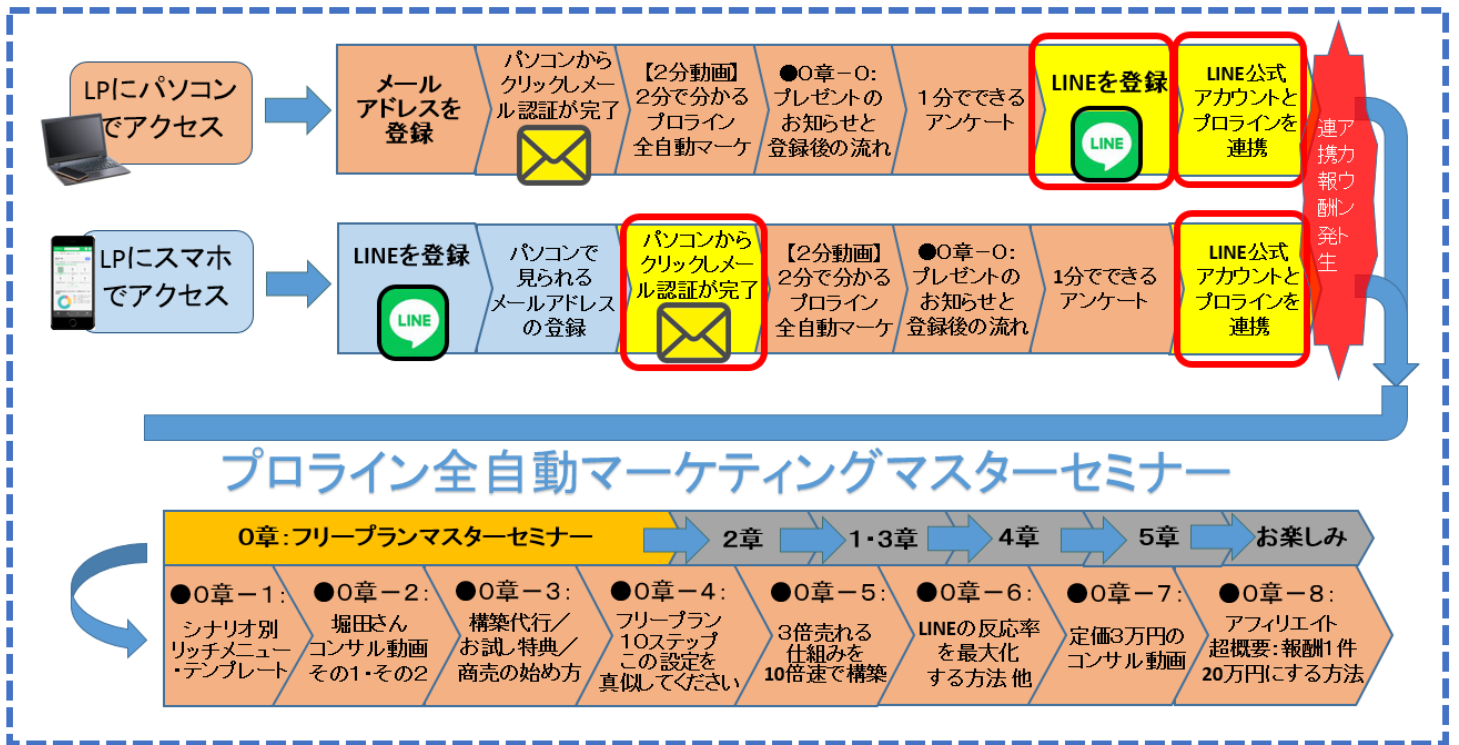 LPにパソコン
でアクセス
メール
アドレスを
登録
パソコンから
クリックしメー
ル認証が完了
【2分動画】
2分で分かる
プロライン
全自動マーケ
●0章－0:
プレゼントの
お知らせと
登録後の流れ
1分でできる
アンケート
LINEを登録
LINE
LINE公式
アカウントと
プロラインを
連携
アカウント
連携報酬発生
LPにスマホ
でアクセス
LINEを登録
LINE
パソコンで
見られる
メールアドレス
の登録
パソコンから
クリックしメー
ル認証が完了
【2分動画】
2分で分かる
プロライン
全自動マーケ
●0章－0:
プレゼントの
お知らせと
登録後の流れ
1分でできる
アンケート
LINE公式
アカウントと
プロラインを
連携
プロライン全自動マーケティングマスターセミナー
0章:フリープランマスターセミナー
2章
1・3章
4章
5章
お楽しみ
●0章－1:
シナリオ別
リッチメニュー
・テンプレート
●0章－2:
堀田さん
コンサル動画
その1・その2
●0章－3:
構築代行／
お試し特典／
商売の始め方
●0章－4:
フリープラン
10ステップ
この設定を
真似してください
●0章－5:
3倍売れる
仕組みを
10倍速で構築
●0章－6:
LINEの反応率
を最大化
する方法 他
●0章－7:
定価3万円の
コンサル動画
●0章－8:
アフィリエイト
超概要:報酬1件
20万円にする方法